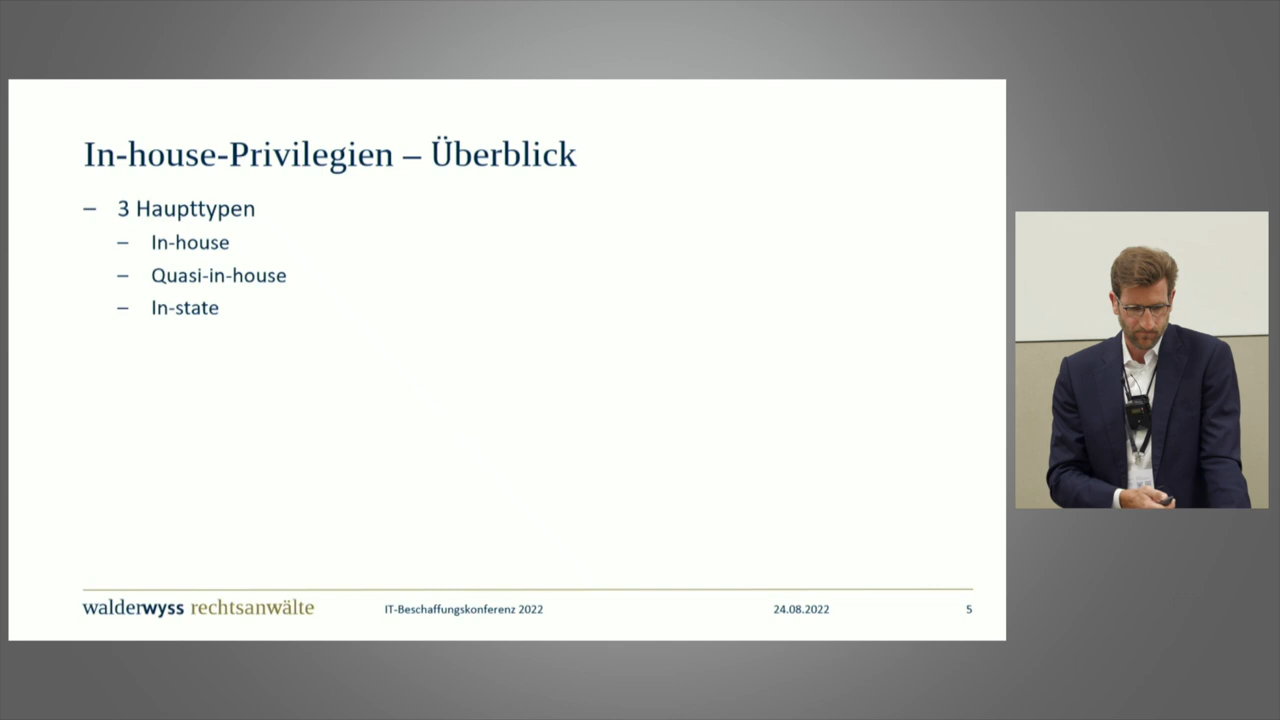 In-house-Privilegien – Überblick
– 3 Haupttypen
– In-house
– Quasi-in-house
– In-state
walderwyss rechtsanwälte
IT-Beschaffungskonferenz 2022
24.08.2022
5